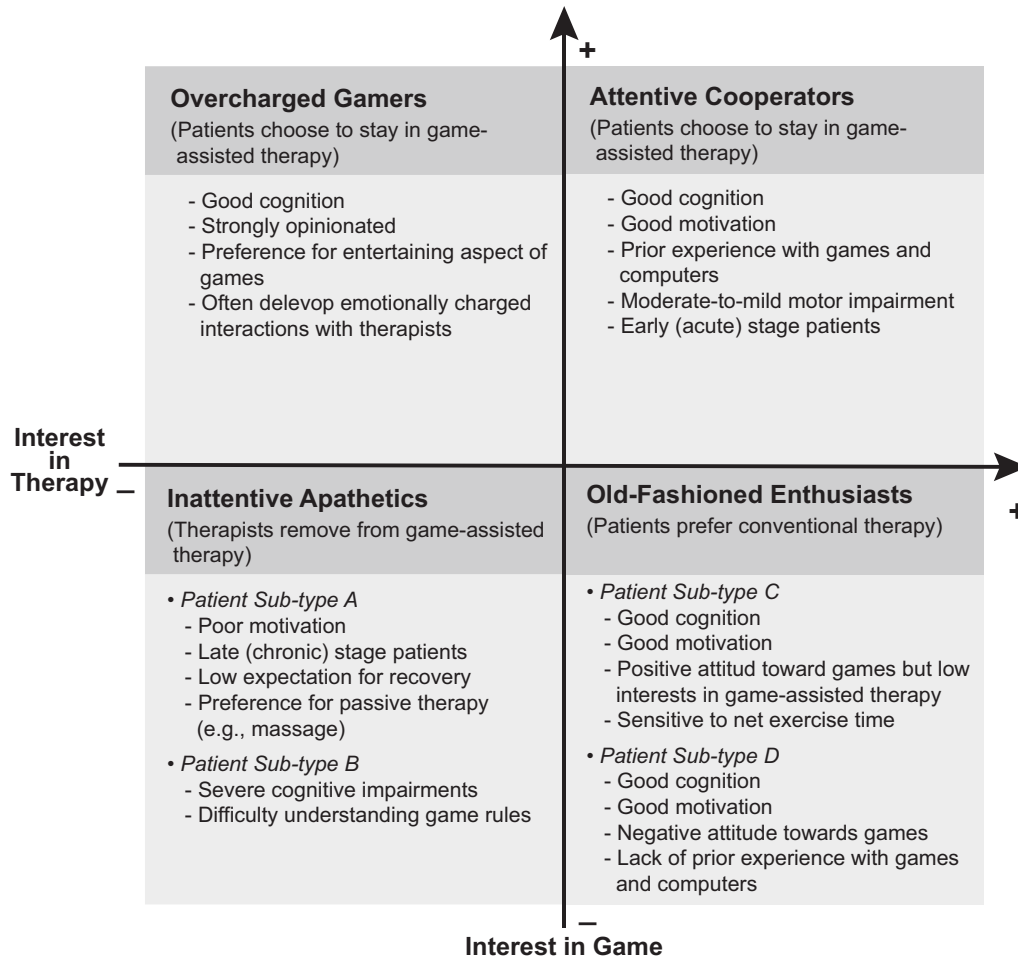 +
Overcharged Gamers
(Patients choose to stay in game-
assisted therapy)
- Good cognition
- Strongly opinionated
- Preference for entertaining aspect of
games
- Often delevop emotionally charged
interactions with therapists
Attentive Cooperators
(Patients choose to stay in game-
assisted therapy)
- Good cognition
- Good motivation
- Prior experience with games and
computers
- Moderate-to-mild motor impairment
- Early (acute) stage patients
Interest
in
Therapy
–
+
Inattentive Apathetics
(Therapists remove from game-assisted
therapy)
• Patient Sub-type A
- Poor motivation
- Late (chronic) stage patients
- Low expectation for recovery
- Preference for passive therapy
(e.g., massage)
• Patient Sub-type B
- Severe cognitive impairments
- Difficulty understanding game rules
Old-Fashioned Enthusiasts
(Patients prefer conventional therapy)
• Patient Sub-type C
- Good cognition
- Good motivation
- Positive attitud toward games but low
interests in game-assisted therapy
- Sensitive to net exercise time
• Patient Sub-type D
- Good cognition
- Good motivation
- Negative attitude towards games
- Lack of prior experience with games
and computers
–
Interest in Game